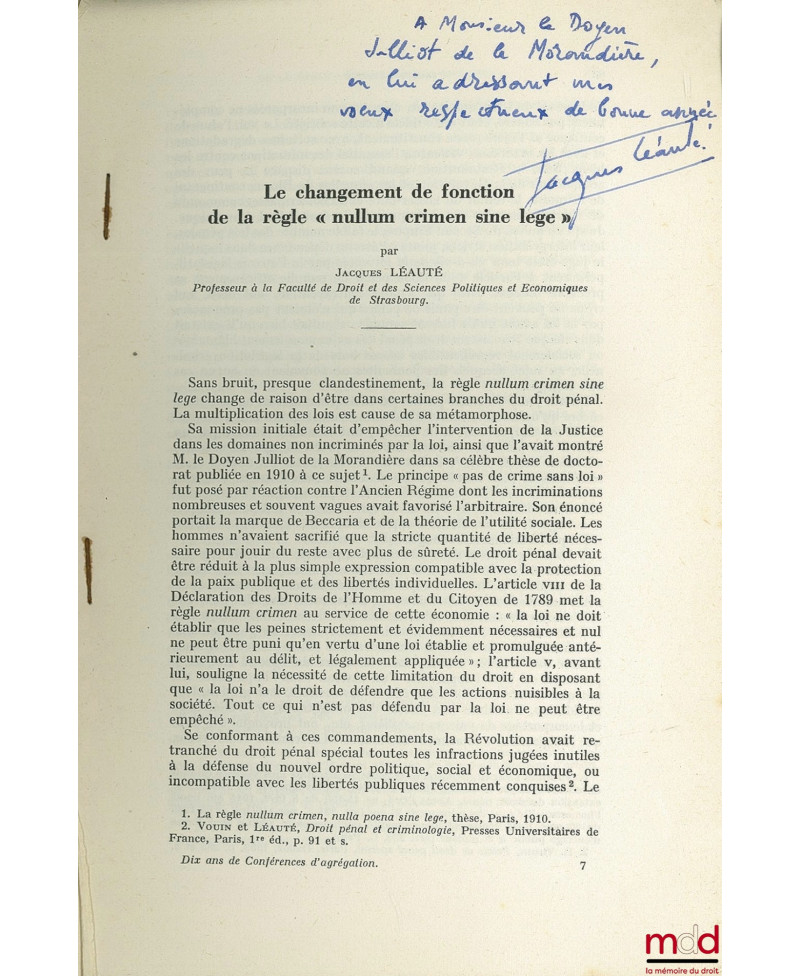 A Monsieur le Doyen
Julliot de la Morandière,
en lui adressant mes
voeux respectueux de bonne année
Jacques Léauté
Le changement de fonction
de la règle « nullum crimen sine lege »
par
Jacques LÉAUTÉ
Professeur à la Faculté de Droit et des Sciences Politiques et Economiques
de Strasbourg.
Sans bruit, presque clandestinement, la règle nullum crimen sine
lege change de raison d'être dans certaines branches du droit pénal.
La multiplication des lois est cause de sa métamorphose.
Sa mission initiale était d'empêcher l'intervention de la Justice
dans les domaines non incriminés par la loi, ainsi que l'avait montré
M. le Doyen Julliot de la Morandière dans sa célèbre thèse de docto-
rat publiée en 1910 à ce sujet¹. Le principe « pas de crime sans loi »
fut posé par réaction contre l'Ancien Régime dont les incriminations
nombreuses et souvent vagues avait favorisé l'arbitraire. Son énoncé
portait la marque de Beccaria et de la théorie de l'utilité sociale. Les
hommes n'avaient sacrifié que la stricte quantité de liberté néces-
saire pour jouir du reste avec plus de sûreté. Le droit pénal devait
être réduit à la plus simple expression compatible avec la protection
de la paix publique et des libertés individuelles. L'article VIII de la
Déclaration des Droits de l'Homme et du Citoyen de 1789 met la
règle nullum crimen au service de cette économie : « la loi ne doit
établir que les peines strictement et évidemment nécessaires et nul
ne peut être puni qu'en vertu d'une loi établie et promulguée anté-
rieurement au délit, et légalement appliquée » ; l'article V, avant
lui, souligne la nécessité de cette limitation du droit en disposant
que « la loi n'a le droit de défendre que les actions nuisibles à la
société. Tout ce qui n'est pas défendu par la loi ne peut être
empêché ».
Se conformant à ces commandements, la Révolution avait re-
tranché du droit pénal spécial toutes les infractions jugées inutiles
à la défense du nouvel ordre politique, social et économique, ou
incompatible avec les libertés publiques récemment conquises². Le
1. La règle nullum crimen, nulla poena sine lege, thèse, Paris, 1910.
2. VOUIN et LÉAUTÉ, Droit pénal et criminologie, Presses Universitaires de
France, Paris, 1re éd., p. 91 et s.
Dix ans de Conférences d'agrégation. 7
mdd
la mémoire du droit